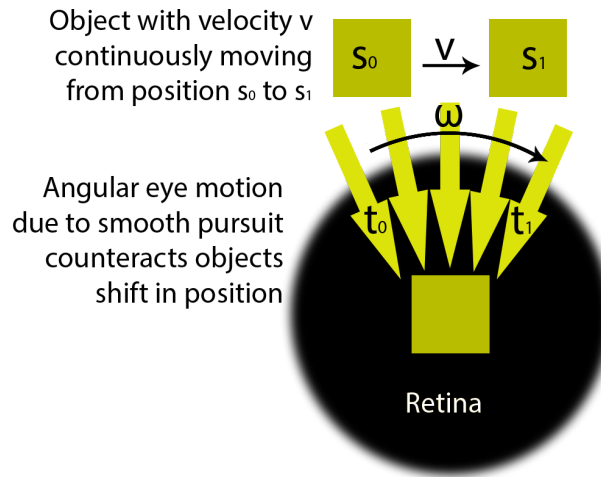 Object with velocity v
continuously moving
from position s₀ to s₁
s₀
v
s₁
ω
Angular eye motion
due to smooth pursuit
counteracts objects
shift in position
t₀
t₁
Retina